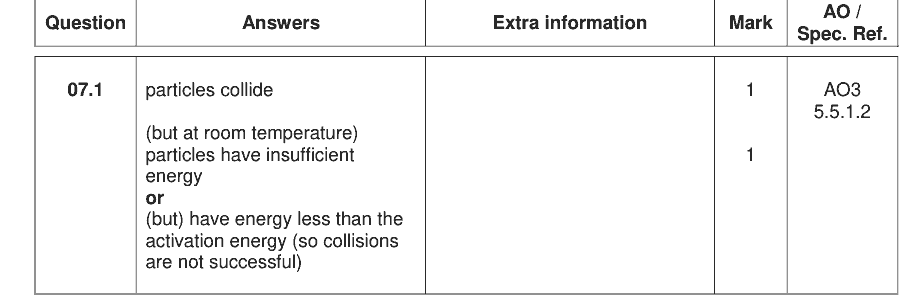 Question Answers Extra information Mark AO /
Spec. Ref.
07.1 particles collide 1 AO3
5.5.1.2
(but at room temperature)
particles have insufficient 1
energy
or
(but) have energy less than the
activation energy (so collisions
are not successful)